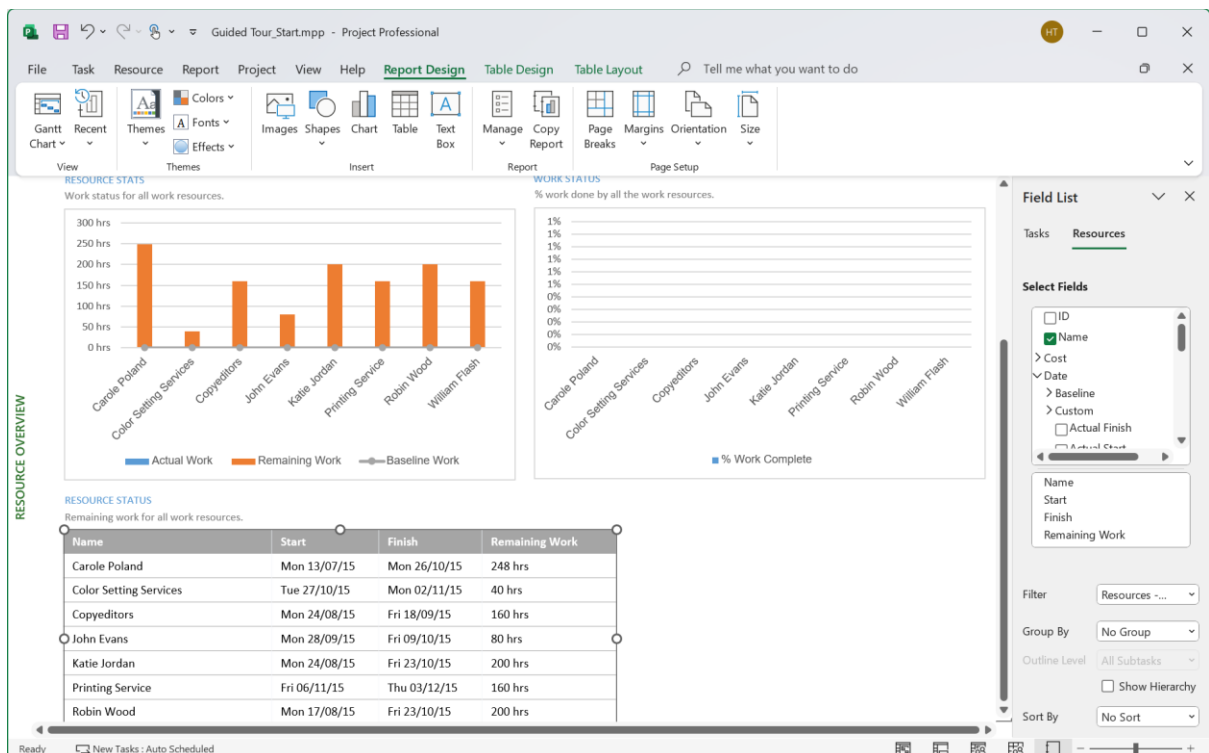 Guided Tour_Start.mpp - Project Professional
HT
File Task Resource Report Project View Help Report Design Table Design Table Layout Tell me what you want to do
Gantt Chart
Recent
View
Aa
Themes
Colors
A Fonts
Effects
Themes
Images
Shapes
Chart
Table
A
Text Box
Insert
Manage
Copy Report
Report
Page Breaks
Margins
Orientation
Size
Page Setup
RESOURCE OVERVIEW
RESOURCE STATS
Work status for all work resources.
300 hrs
250 hrs
200 hrs
150 hrs
100 hrs
50 hrs
0 hrs
Carole Poland
Color Setting Services
Copyeditors
John Evans
Katie Jordan
Printing Service
Robin Wood
William Flash
Actual Work Remaining Work Baseline Work
WORK STATUS
% work done by all the work resources.
1%
1%
1%
1%
1%
1%
0%
0%
0%
0%
0%
Carole Poland
Color Setting Services
Copyeditors
John Evans
Katie Jordan
Printing Service
Robin Wood
William Flash
% Work Complete
RESOURCE STATUS
Remaining work for all work resources.
Name Start Finish Remaining Work
Carole Poland Mon 13/07/15 Mon 26/10/15 248 hrs
Color Setting Services Tue 27/10/15 Mon 02/11/15 40 hrs
Copyeditors Mon 24/08/15 Fri 18/09/15 160 hrs
John Evans Mon 28/09/15 Fri 09/10/15 80 hrs
Katie Jordan Mon 24/08/15 Fri 23/10/15 200 hrs
Printing Service Fri 06/11/15 Thu 03/12/15 160 hrs
Robin Wood Mon 17/08/15 Fri 23/10/15 200 hrs
Field List
Tasks Resources
Select Fields
ID
Name
Cost
Date
Baseline
Custom
Actual Finish
Actual Start
Name
Start
Finish
Remaining Work
Filter Resources -...
Group By No Group
Outline Level All Subtasks
Show Hierarchy
Sort By No Sort
Ready New Tasks : Auto Scheduled